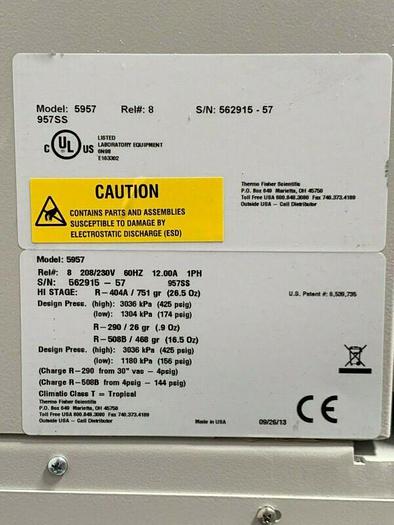 Model: 5957 Rel#: 8 S/N: 562915 - 57
957SS
C UL US LISTED
LABORATORY EQUIPMENT
6N98
E163302
CAUTION
CONTAINS PARTS AND ASSEMBLIES
SUSCEPTIBLE TO DAMAGE BY
ELECTROSTATIC DISCHARGE (ESD)
Thermo Fisher Scientific
P.O. Box 649 Marietta, OH 45750
Toll Free USA 800.848.3080 Fax 740.373.4189
Outside USA - Call Distributor
Model: 5957
Rel#: 8 208/230V 60HZ 12.00A 1PH
S/N: 562915 - 57 957SS
HI STAGE: R-404A / 751 gr (26.5 Oz)
Design Press. (high): 3036 kPa (425 psig)
(low): 1304 kPa (174 psig)
U.S. Patent #: 6,539,735
R-290 / 26 gr (.9 Oz)
R-508B / 468 gr (16.5 Oz)
Design Press. (high): 3036 kPa (425 psig)
(low): 1180 kPa (156 psig)
(Charge R-290 from 30" vas - 4psig)
(Charge R-508B from 4psig - 144 psig)
Climatic Class T = Tropical
Thermo Fisher Scientific
P.O. Box 649 Marietta, OH 45750
Toll Free USA 800.848.3080 Fax 740.373.4189
Outside USA - Call Distributor
Made in USA 09/26/13 CE